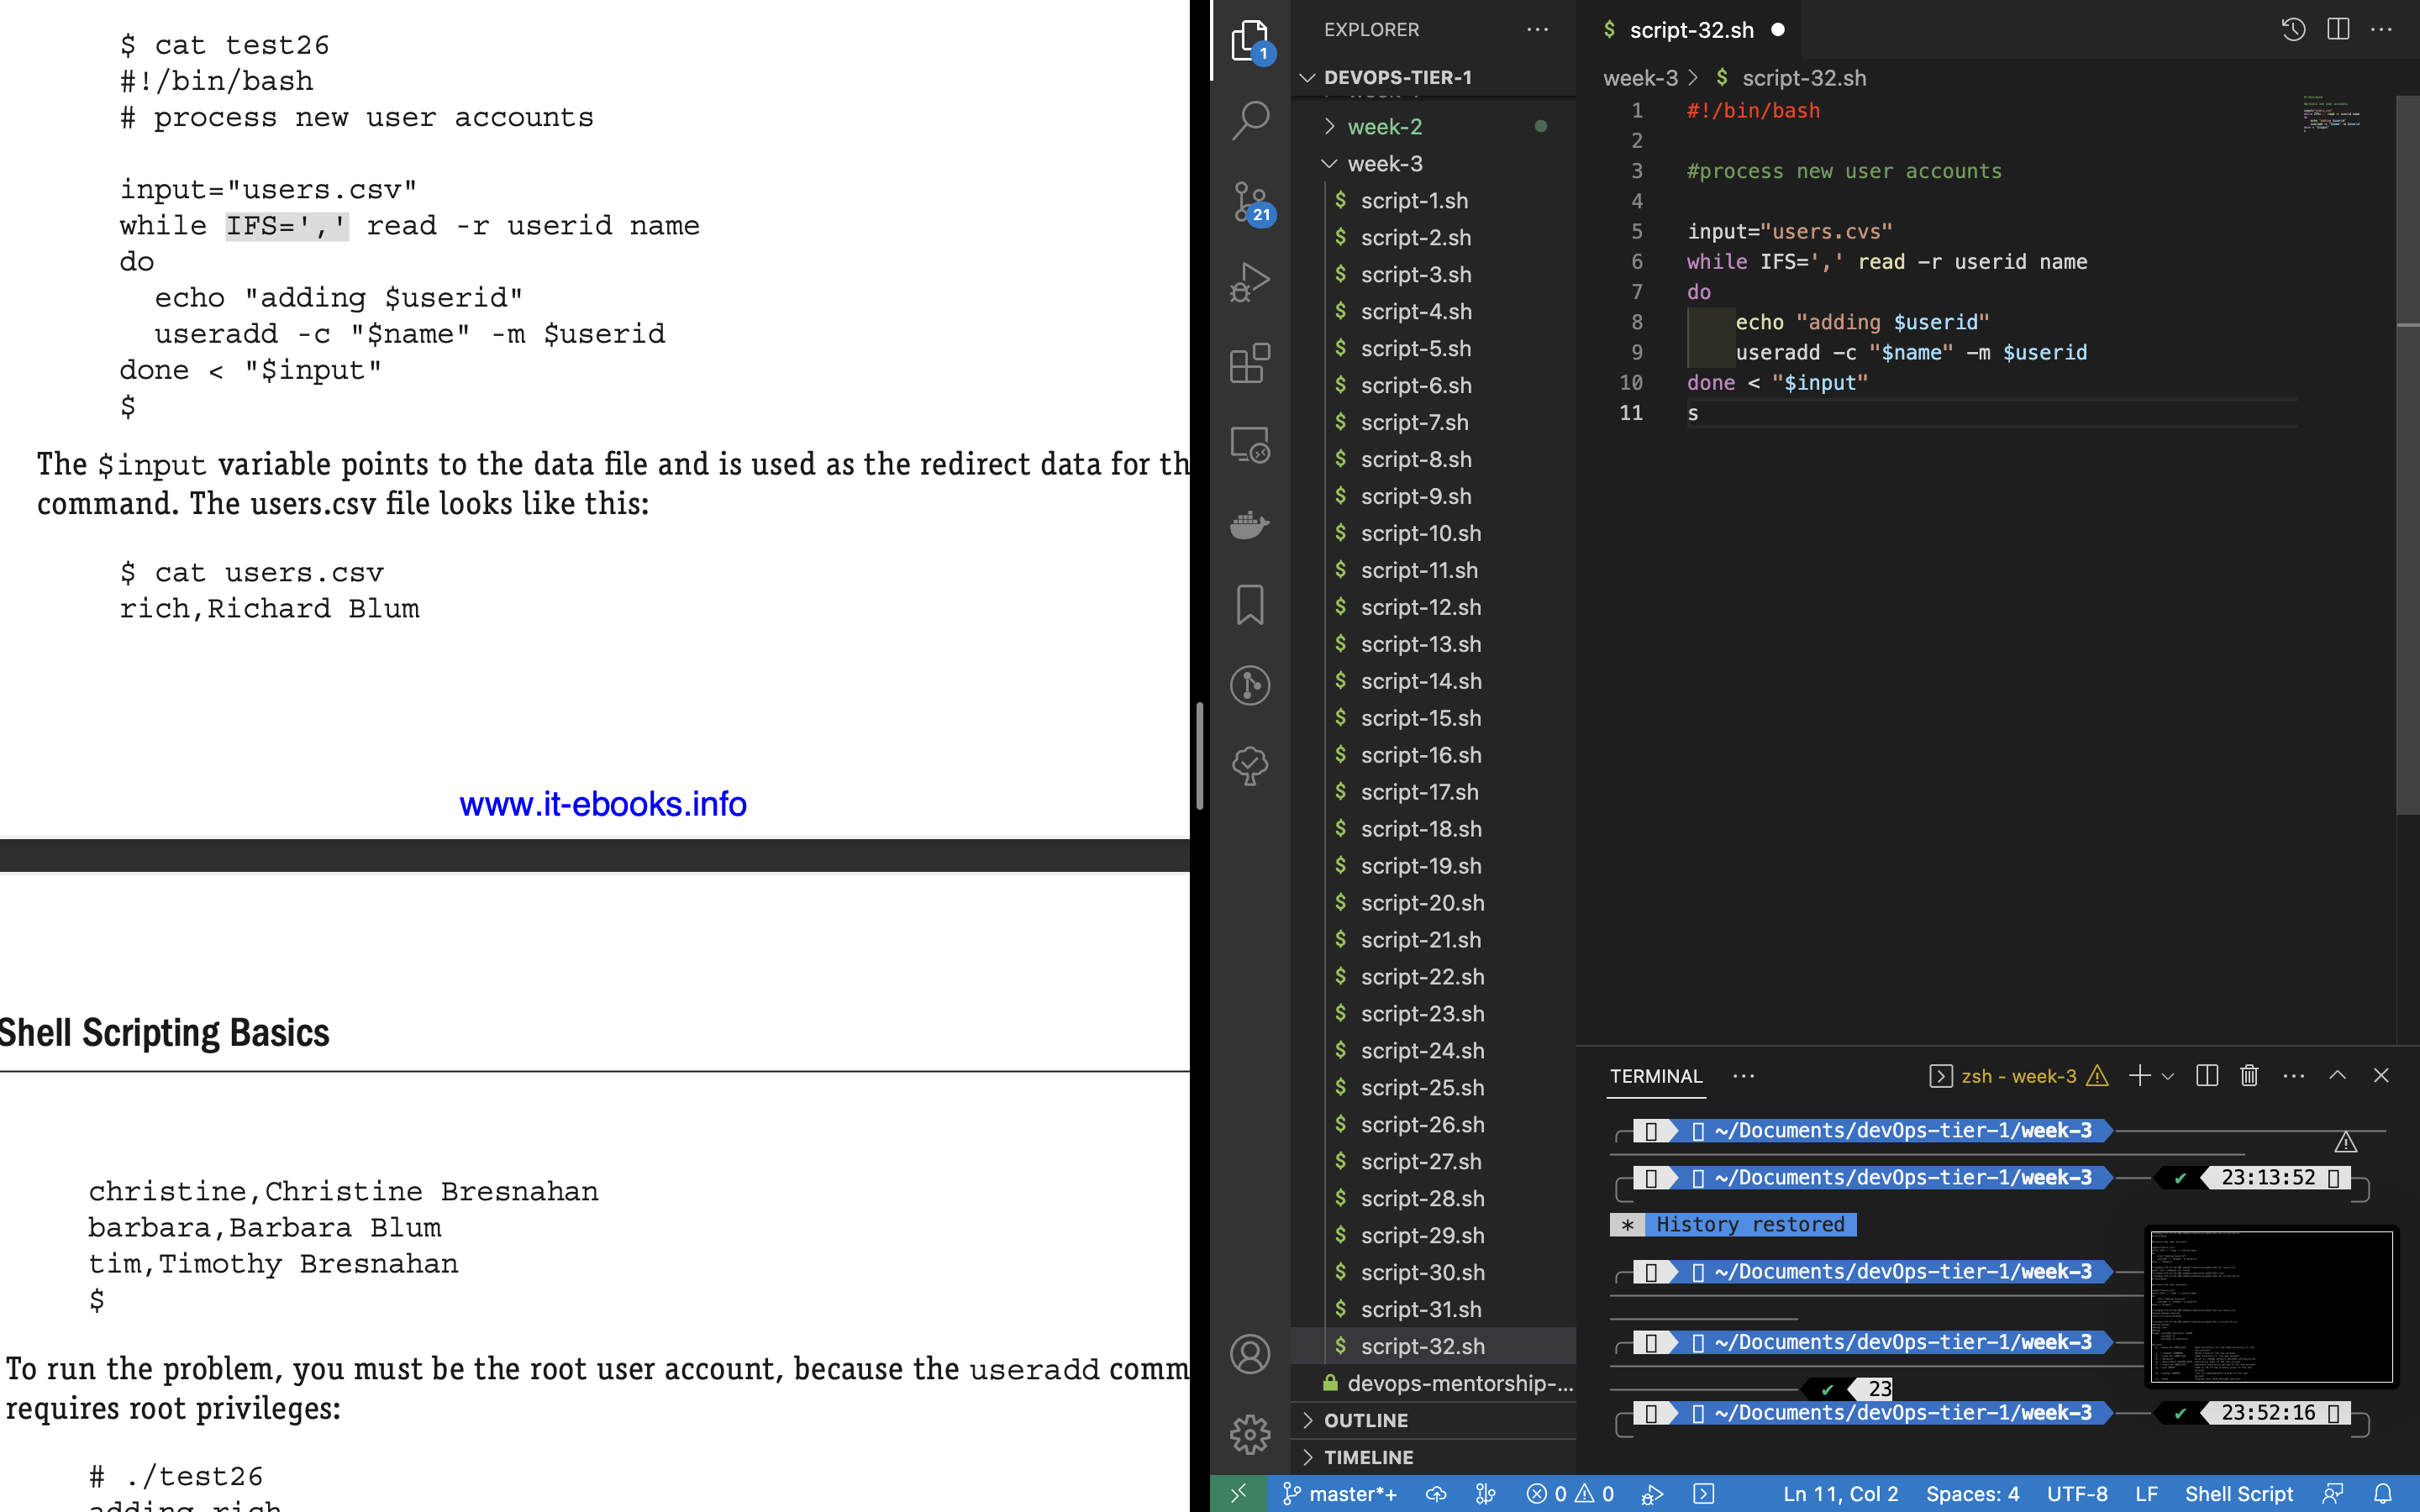 $ cat test26
#!/bin/bash
# process new user accounts
input="users.csv"
while IFS=',' read -r userid name
do
echo "adding $userid"
useradd -c "$name" -m $userid
done < "$input"
$
The $input variable points to the data file and is used as the redirect data for th
command. The users.csv file looks like this:
$ cat users.csv
rich,Richard Blum
www.it-ebooks.info
Shell Scripting Basics
christine,Christine Bresnahan
barbara,Barbara Blum
tim,Timothy Bresnahan
$
To run the problem, you must be the root user account, because the useradd comm
requires root privileges:
# ./test26
adding rich
1
21
EXPLORER
DEVOPS-TIER-1
week-2
week-3
$ script-1.sh
$ script-2.sh
$ script-3.sh
$ script-4.sh
$ script-5.sh
$ script-6.sh
$ script-7.sh
$ script-8.sh
$ script-9.sh
$ script-10.sh
$ script-11.sh
$ script-12.sh
$ script-13.sh
$ script-14.sh
$ script-15.sh
$ script-16.sh
$ script-17.sh
$ script-18.sh
$ script-19.sh
$ script-20.sh
$ script-21.sh
$ script-22.sh
$ script-23.sh
$ script-24.sh
$ script-25.sh
$ script-26.sh
$ script-27.sh
$ script-28.sh
$ script-29.sh
$ script-30.sh
$ script-31.sh
$ script-32.sh
devops-mentorship-...
OUTLINE
TIMELINE
$ script-32.sh
week-3 > $ script-32.sh
1 #!/bin/bash
2
3 #process new user accounts
4
5 input="users.cvs"
6 while IFS=',' read -r userid name
7 do
8 echo "adding $userid"
9 useradd -c "$name" -m $userid
10 done < "$input"
11 s
TERMINAL
zsh - week-3
~/Documents/devOps-tier-1/week-3
~/Documents/devOps-tier-1/week-3 ✔ 23:13:52
* History restored
~/Documents/devOps-tier-1/week-3
~/Documents/devOps-tier-1/week-3
✔ 23
~/Documents/devOps-tier-1/week-3 ✔ 23:52:16
master*+ 0 0 Ln 11, Col 2 Spaces: 4 UTF-8 LF Shell Script